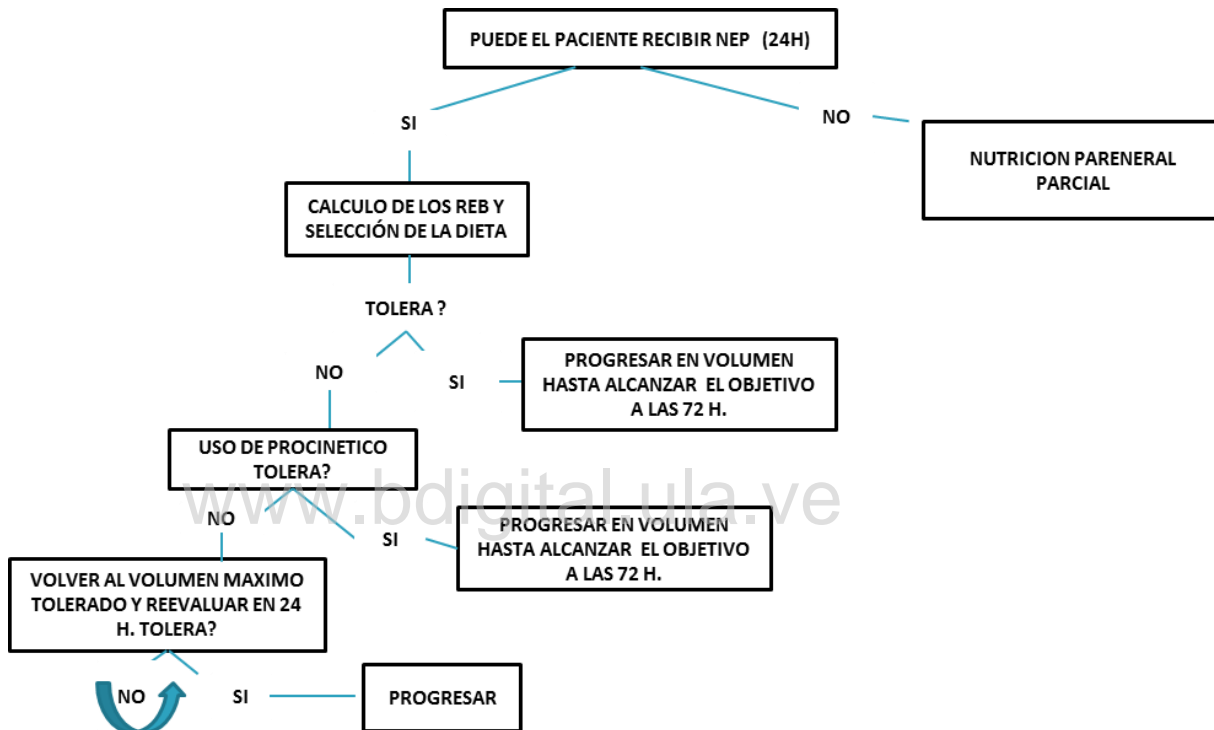 PUEDE EL PACIENTE RECIBIR NEP (24H)
SI
NO
NUTRICION PARENERAL
PARCIAL
CALCULO DE LOS REB Y
SELECCIÓN DE LA DIETA
TOLERA ?
NO
SI
PROGRESAR EN VOLUMEN
HASTA ALCANZAR EL OBJETIVO
A LAS 72 H.
USO DE PROCINETICO
TOLERA?
www.bdigital.ula.ve
NO
SI
PROGRESAR EN VOLUMEN
HASTA ALCANZAR EL OBJETIVO
A LAS 72 H.
VOLVER AL VOLUMEN MAXIMO
TOLERADO Y REEVALUAR EN 24
H. TOLERA?
NO
SI
PROGRESAR